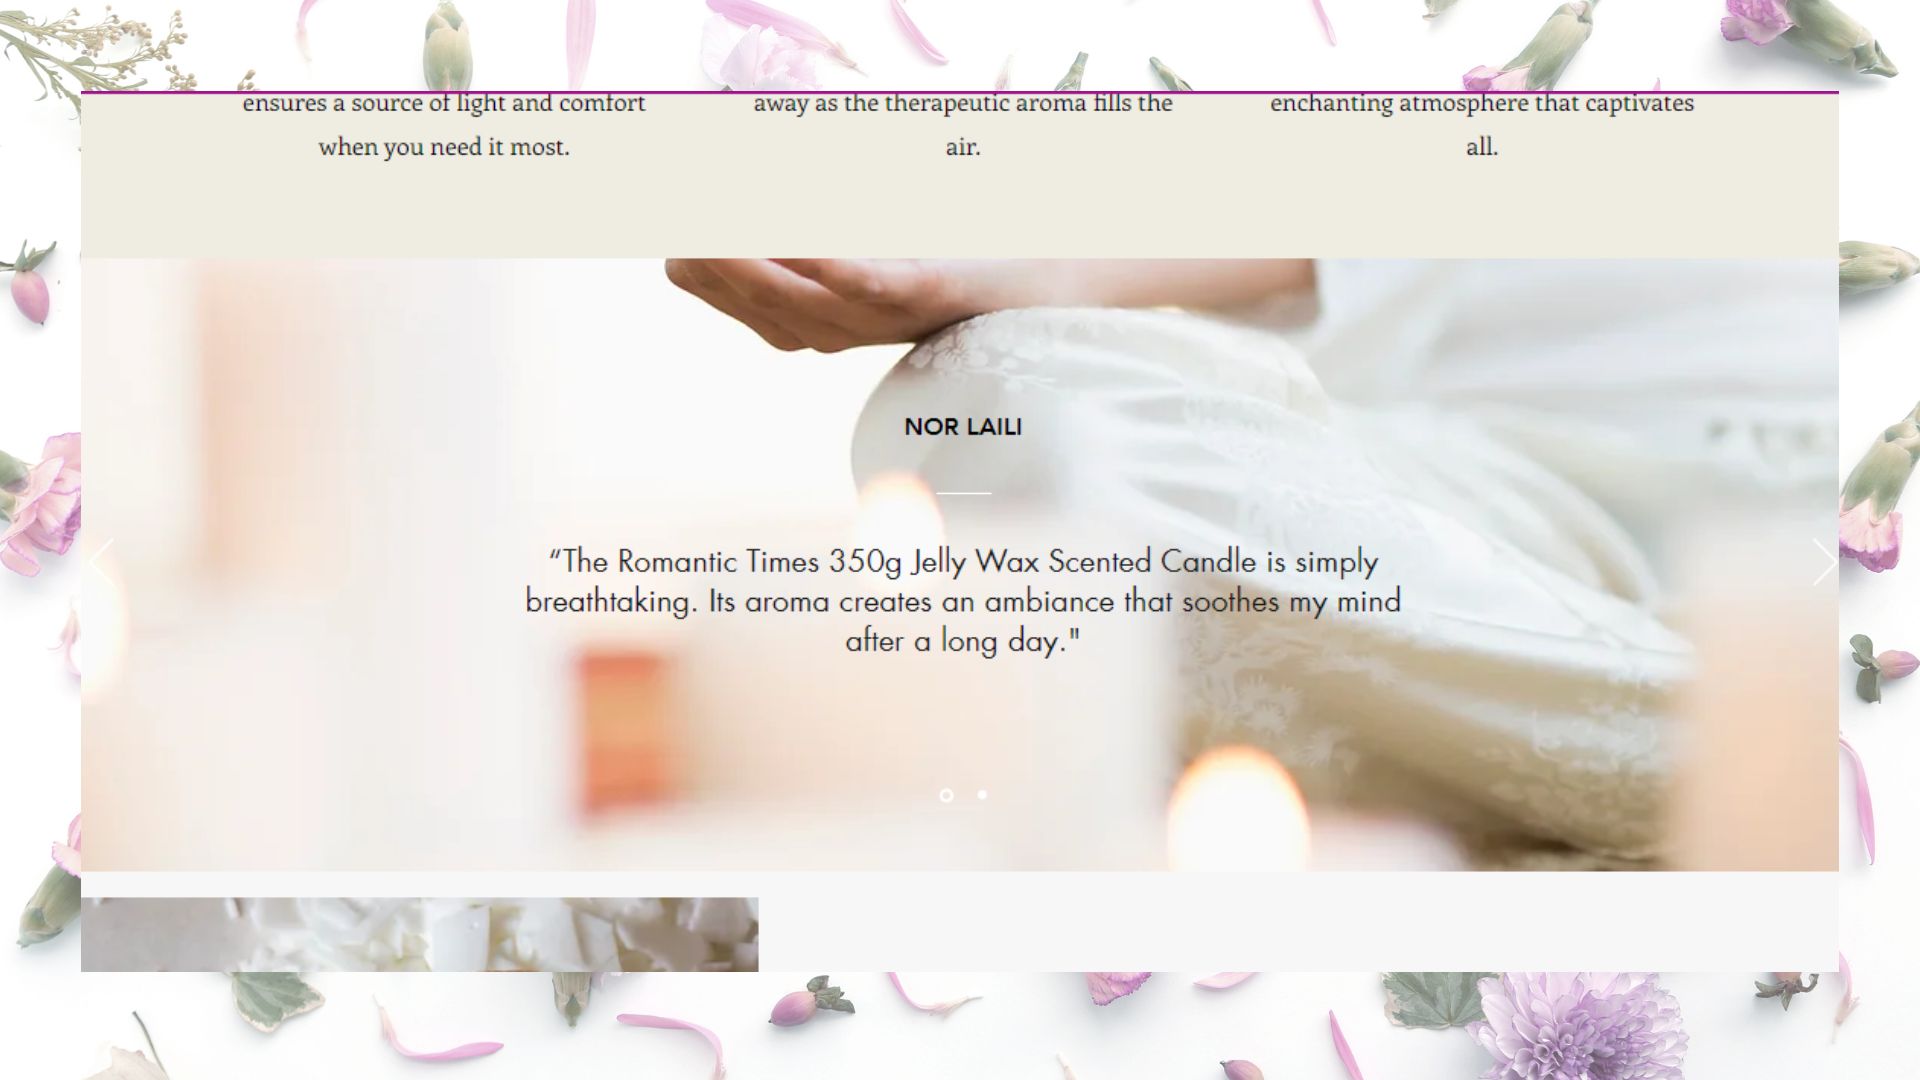 ensures a source of light and comfort
when you need it most.
away as the therapeutic aroma fills the
air.
enchanting atmosphere that captivates
all.
NOR LAILI
“The Romantic Times 350g Jelly Wax Scented Candle is simply
breathtaking. Its aroma creates an ambiance that soothes my mind
after a long day."